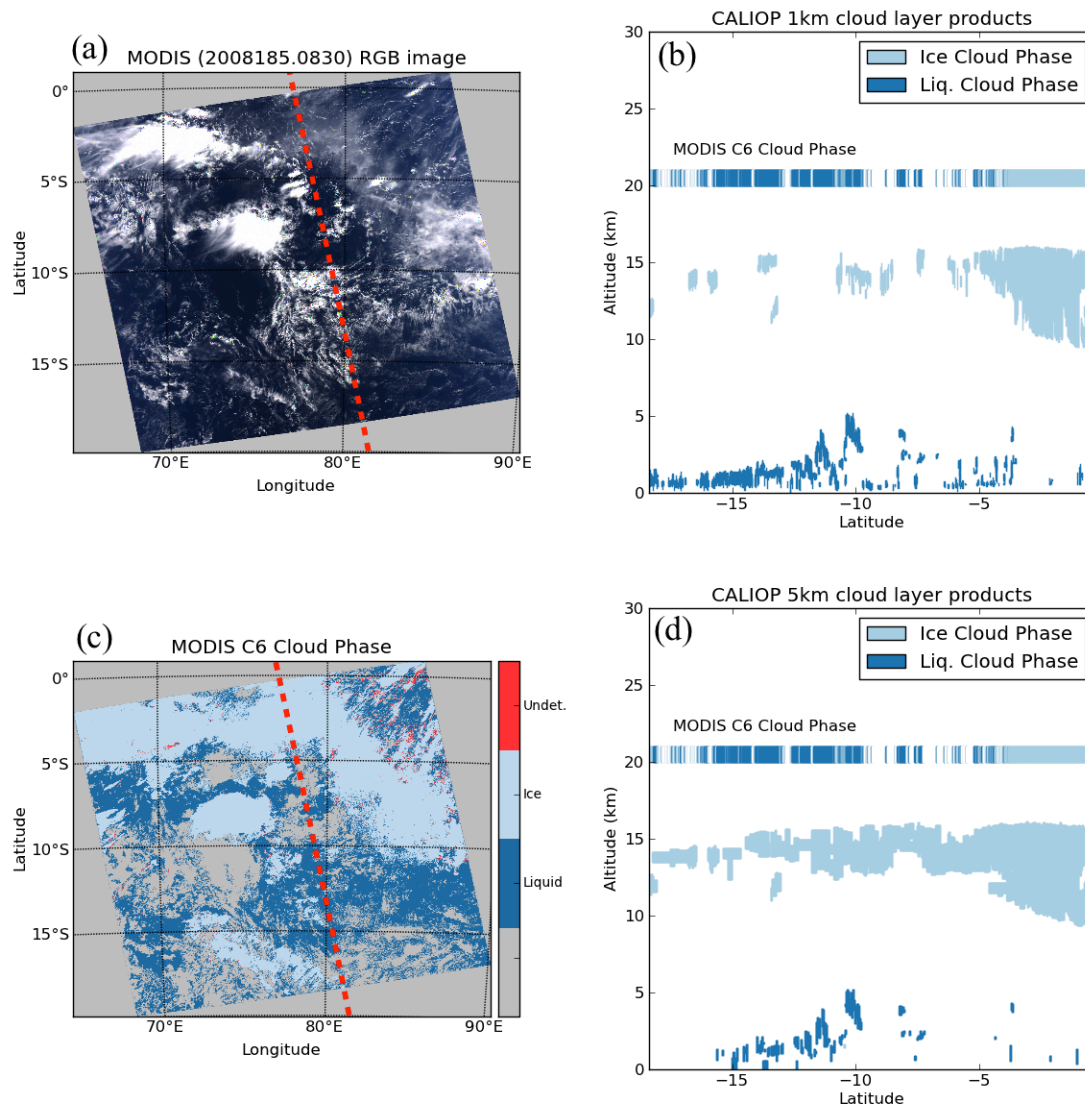 (a)
MODIS (2008185.0830) RGB image
0°
5°S
10°S
15°S
Latitude
70°E
80°E
90°E
Longitude
(b)
CALIOP 1km cloud layer products
Ice Cloud Phase
Liq. Cloud Phase
MODIS C6 Cloud Phase
30
25
20
15
10
5
0
Altitude (km)
−15
−10
−5
Latitude
(c)
MODIS C6 Cloud Phase
0°
5°S
10°S
15°S
Latitude
70°E
80°E
90°E
Longitude
Undet.
Ice
Liquid
(d)
CALIOP 5km cloud layer products
Ice Cloud Phase
Liq. Cloud Phase
MODIS C6 Cloud Phase
30
25
20
15
10
5
0
Altitude (km)
−15
−10
−5
Latitude